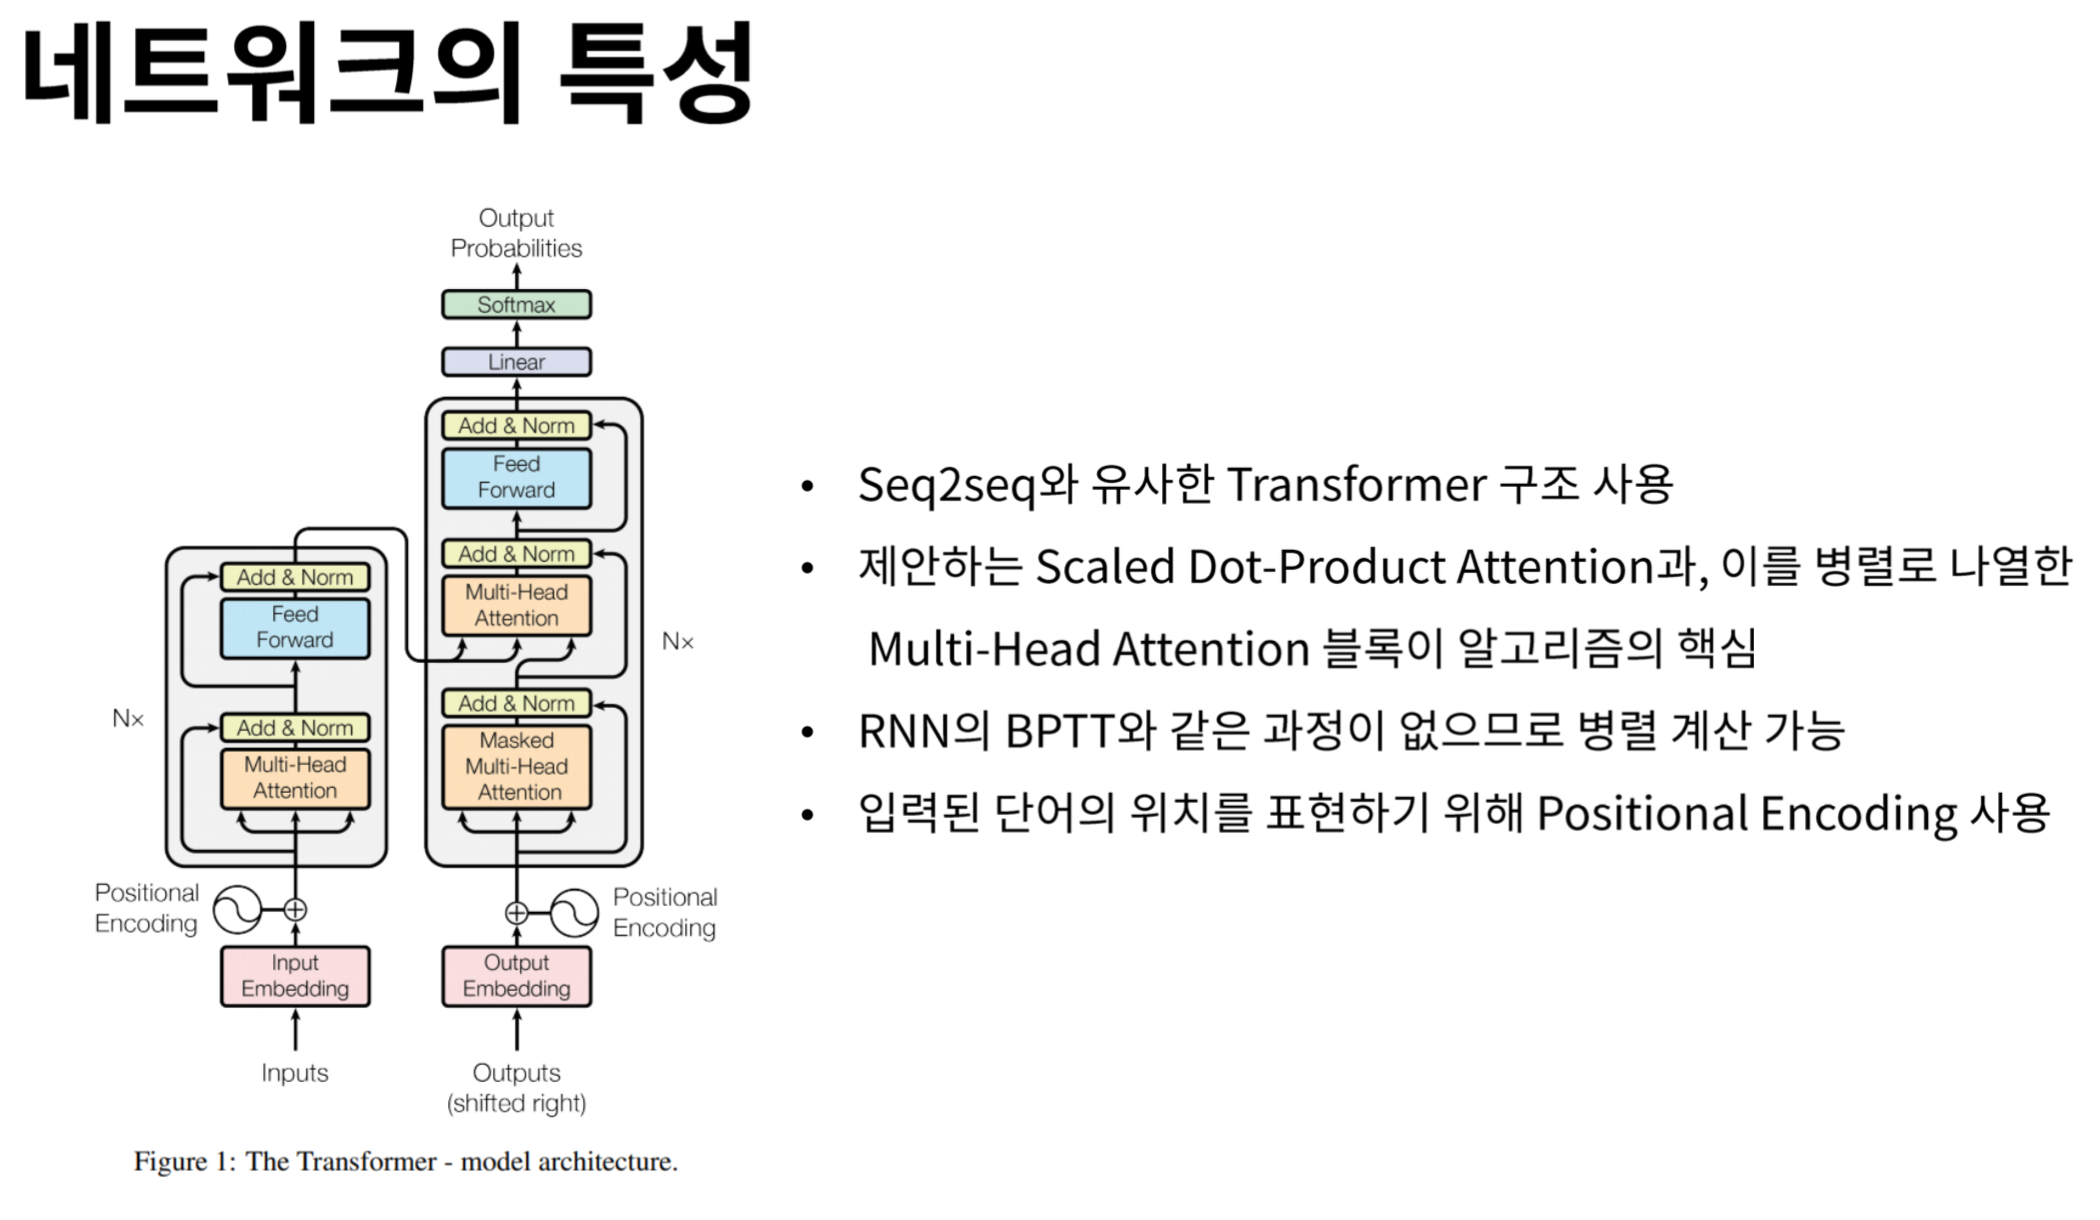 네트워크의 특성
Output
Probabilities
Softmax
Linear
Add & Norm
Feed
Forward
Add & Norm
Multi-Head
Attention
Nx
Add & Norm
Masked
Multi-Head
Attention
Positional
Encoding
Output
Embedding
Outputs
(shifted right)
Add & Norm
Feed
Forward
Nx
Add & Norm
Multi-Head
Attention
Positional
Encoding
Input
Embedding
Inputs
Figure 1: The Transformer - model architecture.
• Seq2seq와 유사한 Transformer 구조 사용
• 제안하는 Scaled Dot-Product Attention과, 이를 병렬로 나열한
Multi-Head Attention 블록이 알고리즘의 핵심
• RNN의 BPTT와 같은 과정이 없으므로 병렬 계산 가능
• 입력된 단어의 위치를 표현하기 위해 Positional Encoding 사용